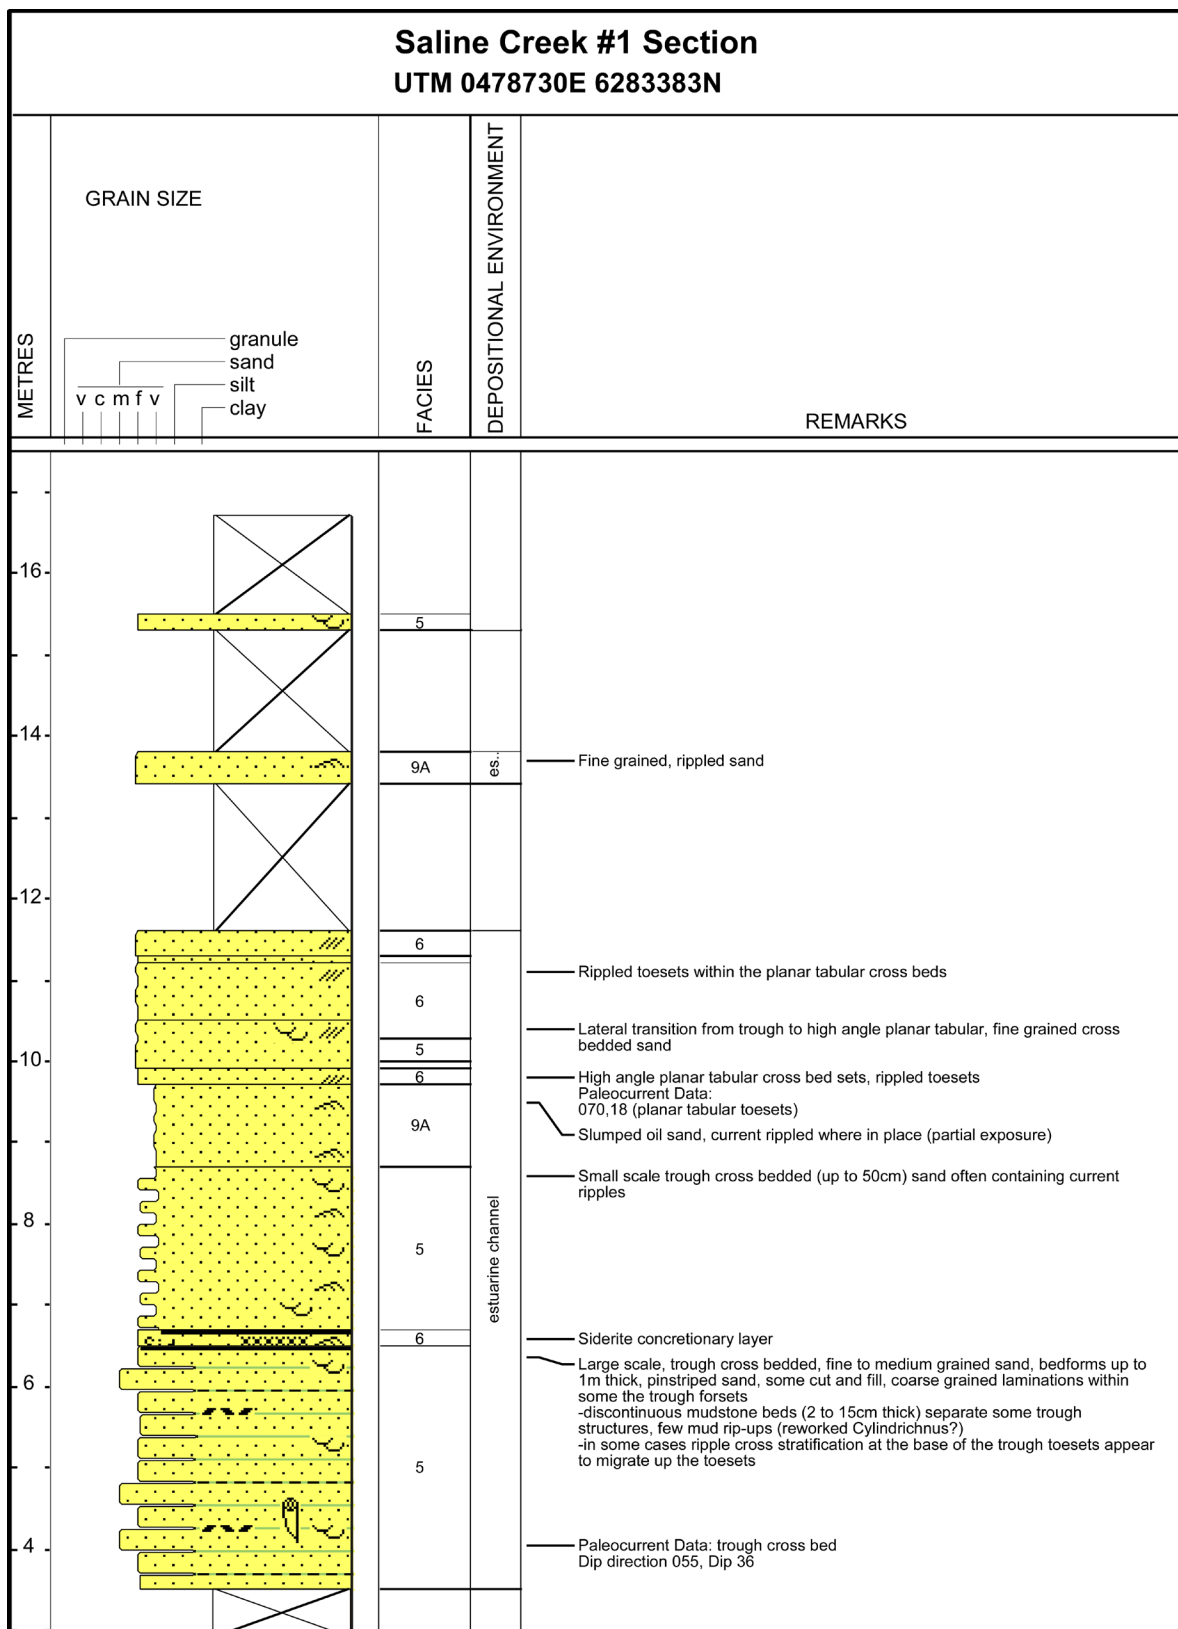 Saline Creek #1 Section
UTM 0478730E 6283383N
METRES
GRAIN SIZE
granule
sand
silt
clay
v c m f v
FACIES
DEPOSITIONAL ENVIRONMENT
REMARKS
16
5
14
9A
es..
Fine grained, rippled sand
12
6
Rippled toesets within the planar tabular cross beds
6
Lateral transition from trough to high angle planar tabular, fine grained cross
bedded sand
5
10
6
High angle planar tabular cross bed sets, rippled toesets
Paleocurrent Data:
070,18 (planar tabular toesets)
9A
Slumped oil sand, current rippled where in place (partial exposure)
Small scale trough cross bedded (up to 50cm) sand often containing current
ripples
8
5
estuarine channel
6
Siderite concretionary layer
Large scale, trough cross bedded, fine to medium grained sand, bedforms up to
1m thick, pinstriped sand, some cut and fill, coarse grained laminations within
some the trough forsets
-discontinuous mudstone beds (2 to 15cm thick) separate some trough
structures, few mud rip-ups (reworked Cylindrichnus?)
-in some cases ripple cross stratification at the base of the trough toesets appear
to migrate up the toesets
6
5
4
Paleocurrent Data: trough cross bed
Dip direction 055, Dip 36